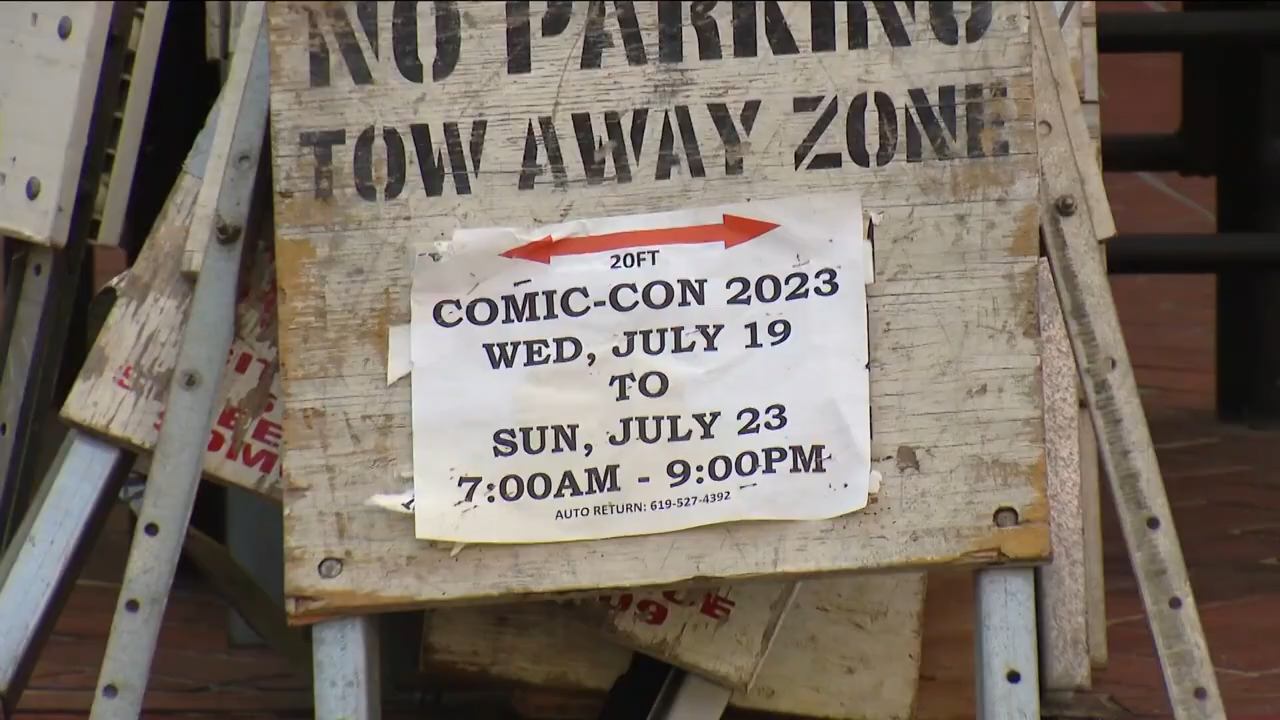 NO PARKING
TOW AWAY ZONE
20FT
COMIC-CON 2023
WED, JULY 19
TO
SUN, JULY 23
7:00AM - 9:00PM
AUTO RETURN: 619-527-4392